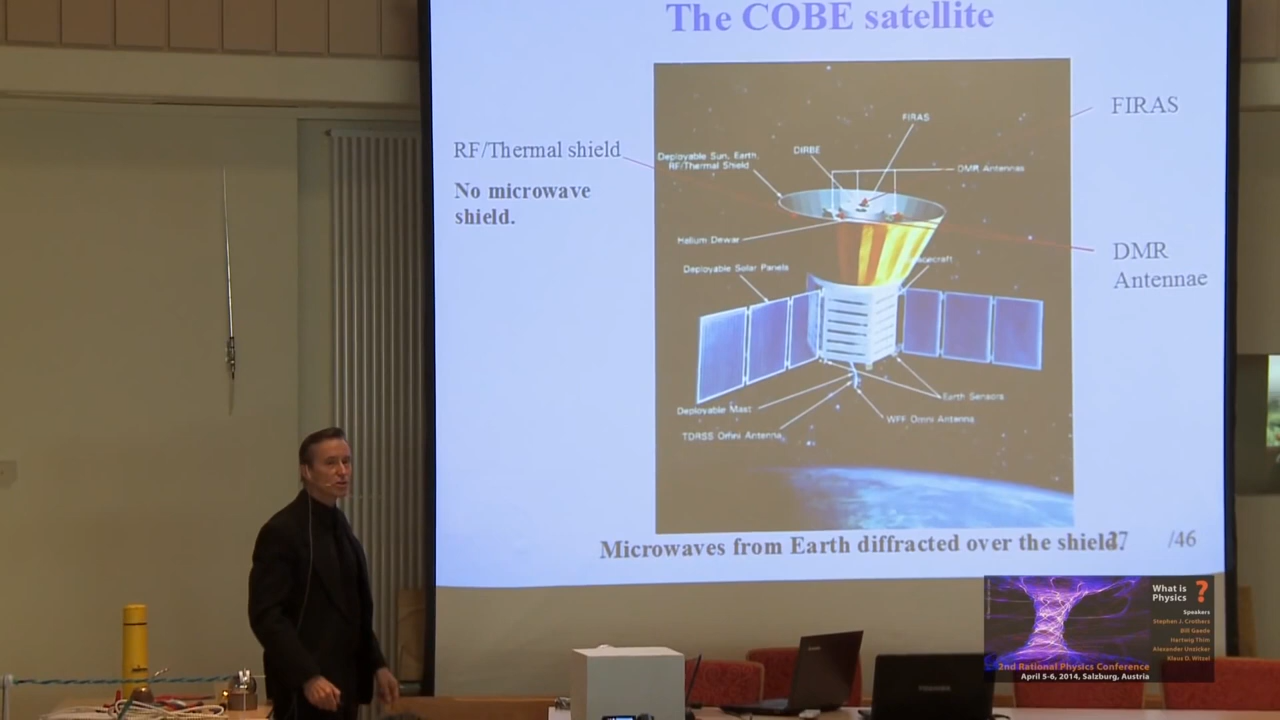 The COBE satellite
RF/Thermal shield
No microwave
shield.
FIRAS
DIRBE
Deployable Sun, Earth,
RF/Thermal Shield
DMR Antennas
Helium Dewar
Deployable Solar Panels
Deployable Mast
TDRSS Omni Antenna
Earth Sensors
WFF Omni Antenna
FIRAS
DMR
Antennae
Microwaves from Earth diffracted over the shield.
37 /46
What is
Physics ?
Speakers
Stephen J. Crothers
Bill Gaede
Hartwig Thim
Alexander Unzicker
Klaus D. Witzel
2nd Rational Physics Conference
April 5-6, 2014, Salzburg, Austria
TOSHIBA